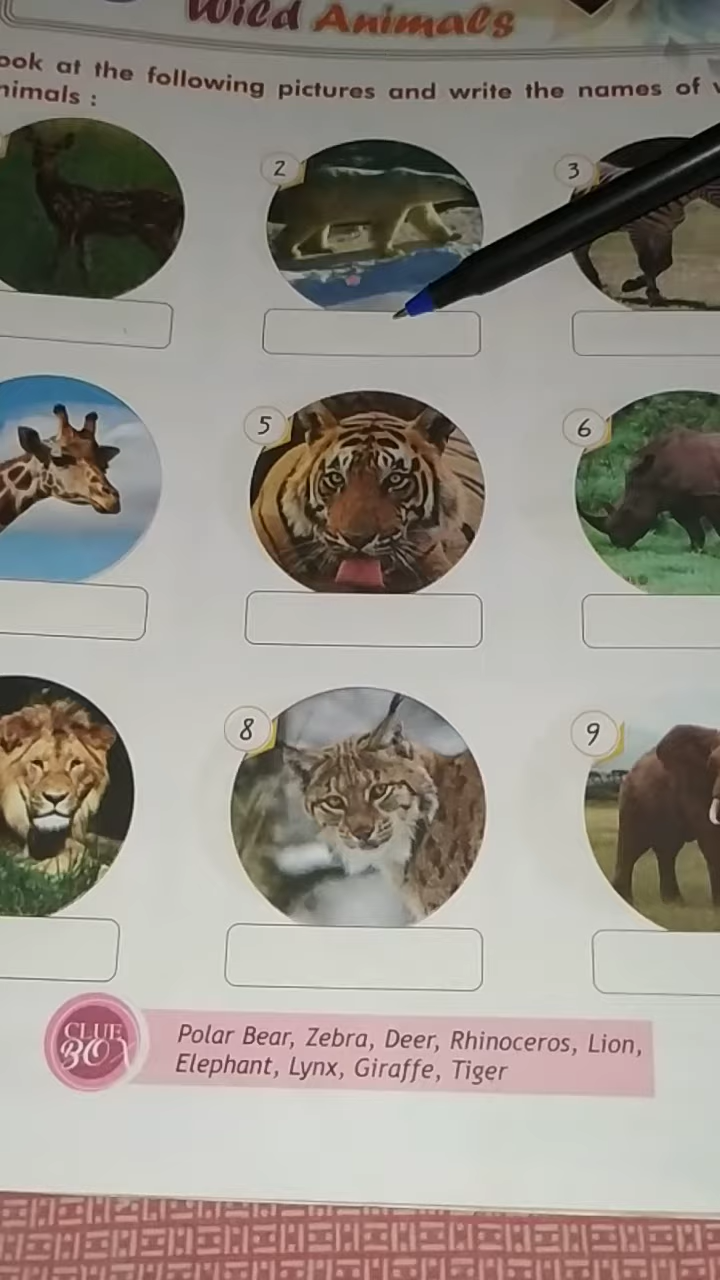 Wild Animals
ook at the following pictures and write the names of
nimals :
2
3
5
6
8
9
CLUE
BOX
Polar Bear, Zebra, Deer, Rhinoceros, Lion,
Elephant, Lynx, Giraffe, Tiger